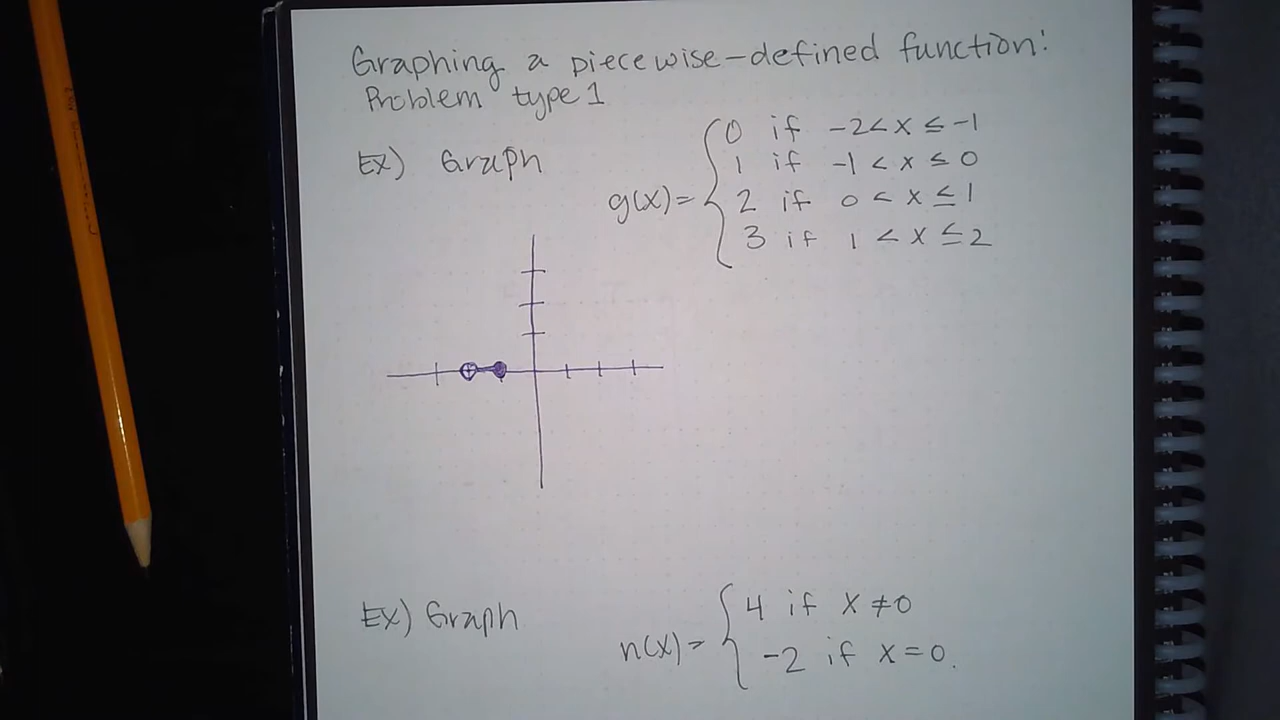 Graphing a piecewise-defined function:
Problem type 1
Ex) Graph
g(x)= { 0 if -2 < x ≤ -1
1 if -1 < x ≤ 0
2 if 0 < x ≤ 1
3 if 1 < x ≤ 2
Ex) Graph
n(x)= { 4 if x ≠ 0
-2 if x = 0.